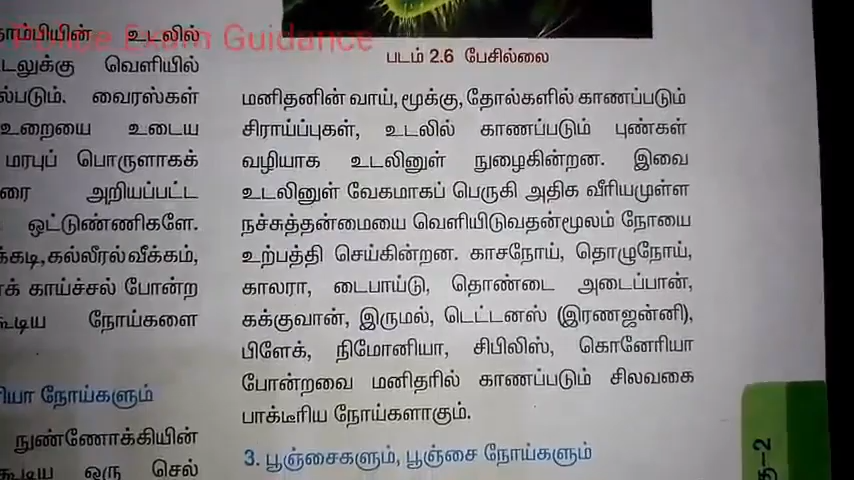 Police Exam Guidance
உடலில்
வெளியில்
வைரஸ்கள்
உறையை உடைய
மரபுப் பொருளாகக்
அறியப்பட்ட
ஒட்டுண்ணிகளே.
கல்லீரல்வீக்கம்,
காய்ச்சல் போன்ற
நோய்களை
நோய்களும்
நுண்ணோக்கியின்
ஒரு செல்
படம் 2.6 பேசில்லை
மனிதனின் வாய், மூக்கு, தோல்களில் காணப்படும்
சிராய்ப்புகள், உடலில் காணப்படும் புண்கள்
வழியாக உடலினுள் நுழைகின்றன. இவை
உடலினுள் வேகமாகப் பெருகி அதிக வீரியமுள்ள
நச்சுத்தன்மையை வெளியிடுவதன்மூலம் நோயை
உற்பத்தி செய்கின்றன. காசநோய், தொழுநோய்,
காலரா, டைபாய்டு, தொண்டை அடைப்பான்,
கக்குவான், இருமல், டெட்டனஸ் (இரணஜன்னி),
பிளேக், நிமோனியா, சிபிலிஸ், கொனேரியா
போன்றவை மனிதரில் காணப்படும் சிலவகை
பாக்டீரிய நோய்களாகும்.
3. பூஞ்சைகளும், பூஞ்சை நோய்களும்